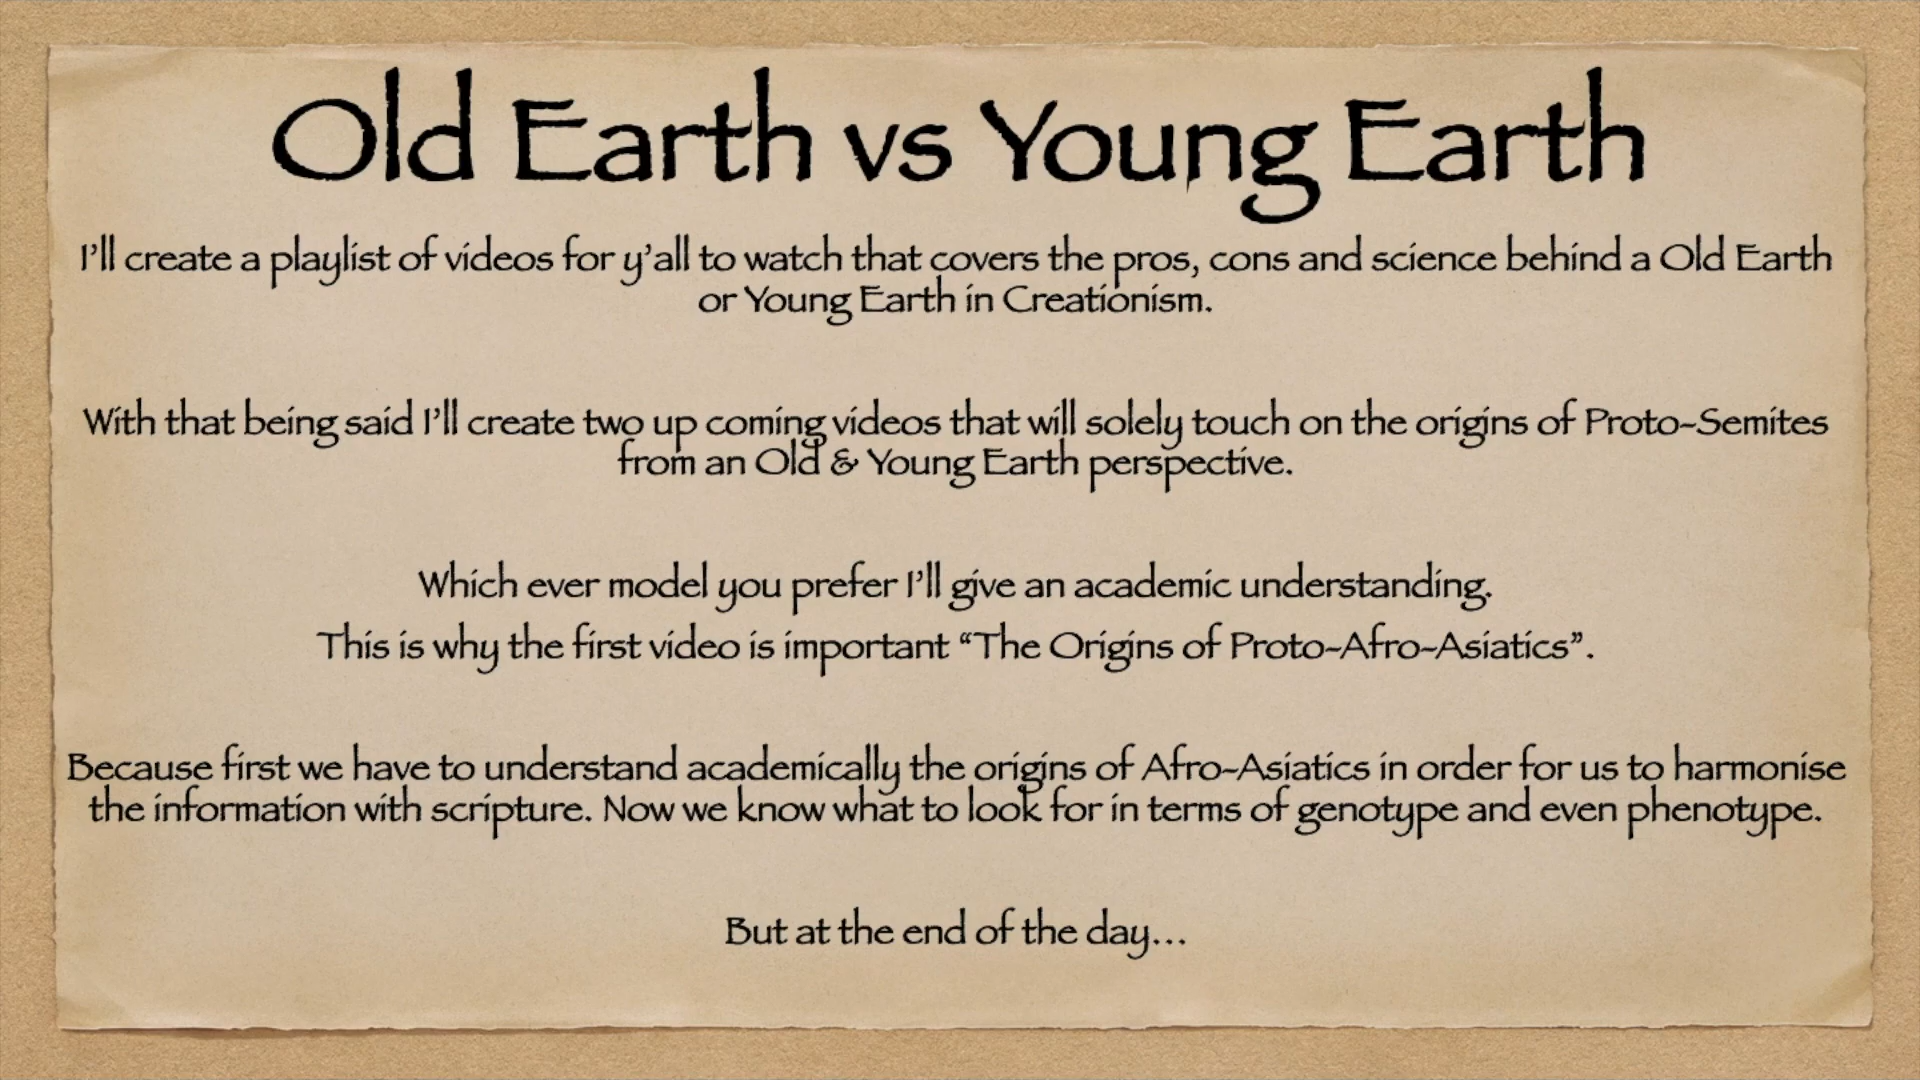 Old Earth vs Young Earth
I’ll create a playlist of videos for y’all to watch that covers the pros, cons and science behind a Old Earth
or Young Earth in Creationism.
With that being said I’ll create two up coming videos that will solely touch on the origins of Proto-Semites
from an Old & Young Earth perspective.
Which ever model you prefer I’ll give an academic understanding.
This is why the first video is important “The Origins of Proto-Afro-Asiatics”.
Because first we have to understand academically the origins of Afro-Asiatics in order for us to harmonise
the information with scripture. Now we know what to look for in terms of genotype and even phenotype.
But at the end of the day…